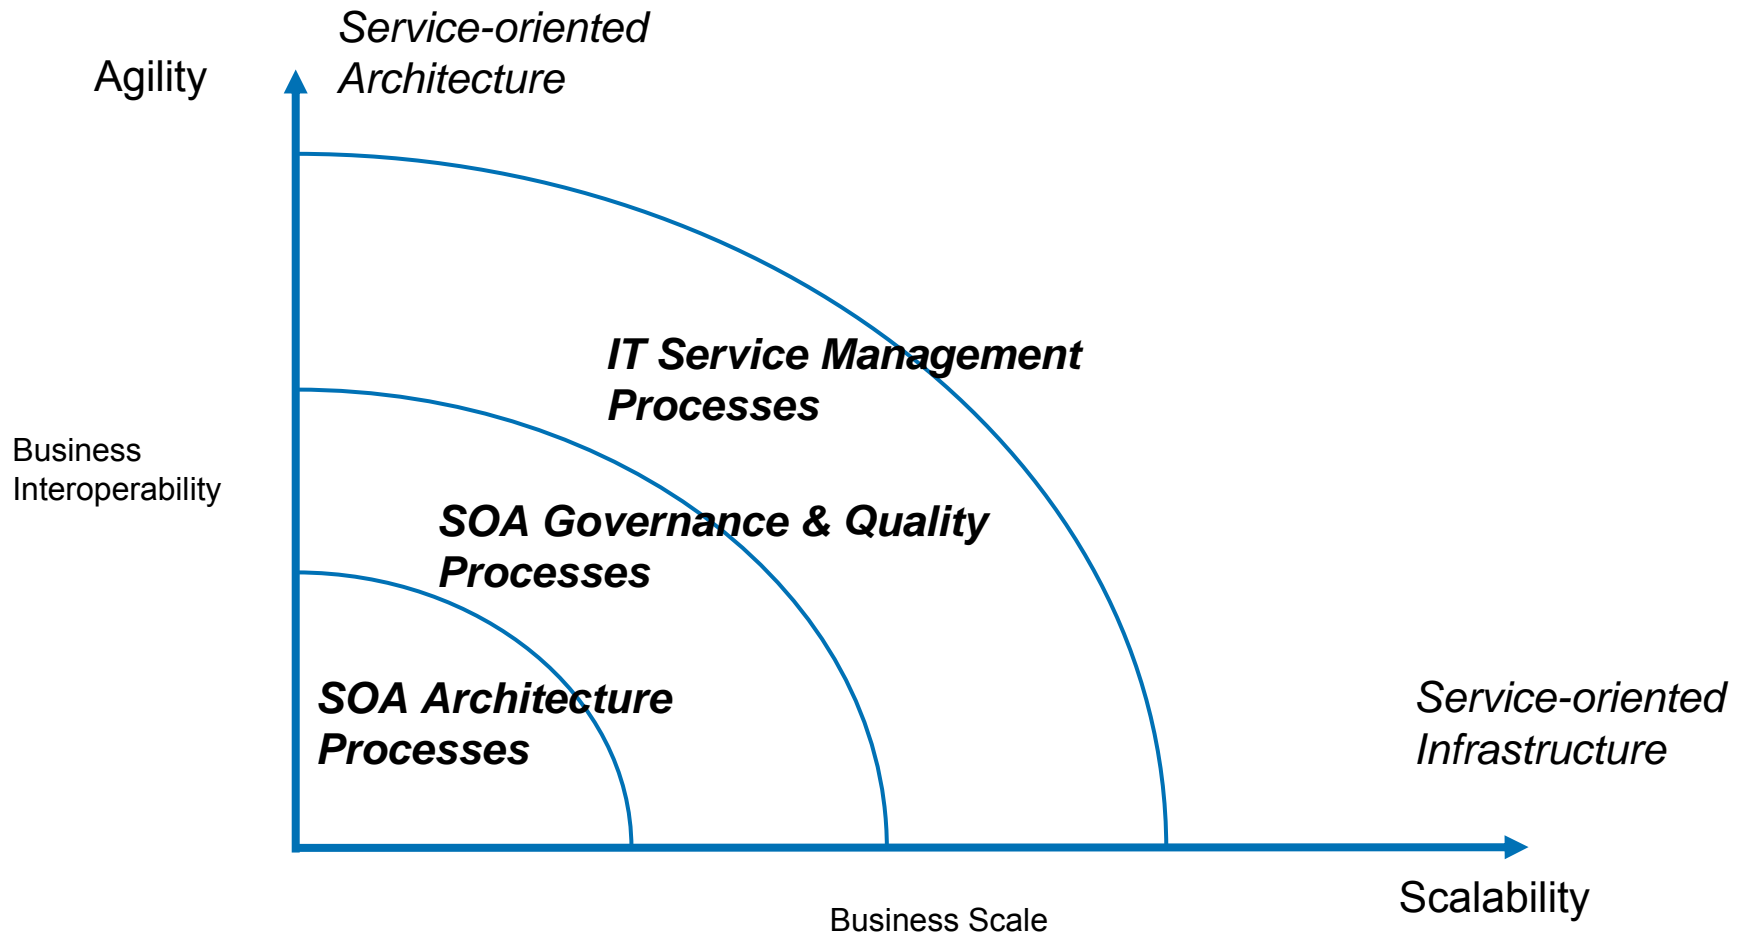 Service-oriented
Architecture
Agility
IT Service Management
Processes
Business
Interoperability
SOA Governance & Quality
Processes
SOA Architecture
Processes
Service-oriented
Infrastructure
Scalability
Business Scale